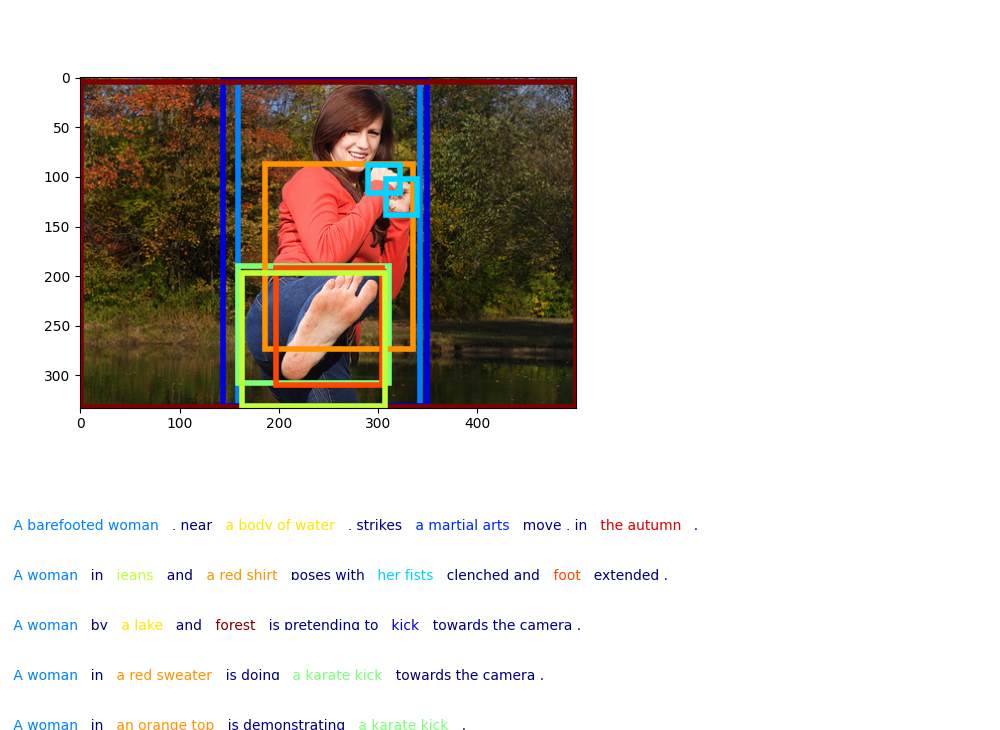 0
50
100
150
200
250
300
0 100 200 300 400
A barefooted woman , near a body of water , strikes a martial arts move , in the autumn .
A woman in jeans and a red shirt poses with her fists clenched and foot extended .
A woman by a lake and forest is pretending to kick towards the camera .
A woman in a red sweater is doing a karate kick towards the camera .
A woman in an orange top is demonstrating a karate kick .